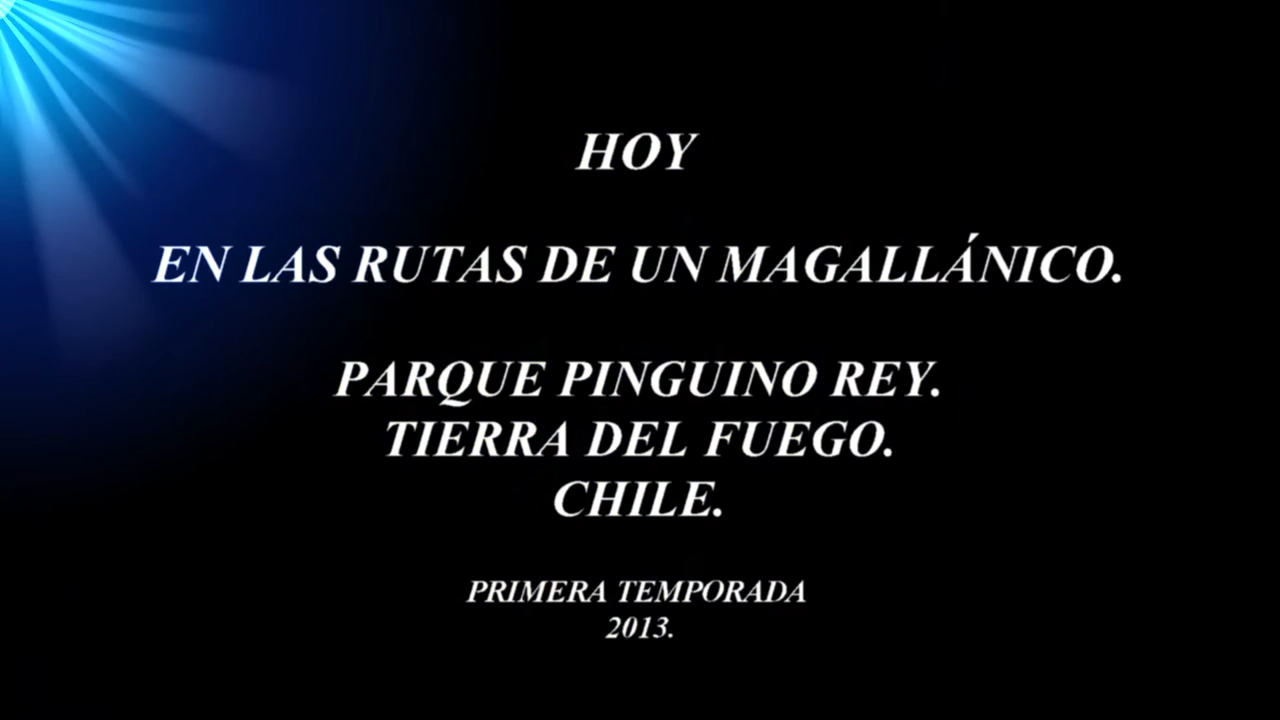 HOY
EN LAS RUTAS DE UN MAGALLÁNICO.
PARQUE PINGUINO REY.
TIERRA DEL FUEGO.
CHILE.
PRIMERA TEMPORADA
2013.